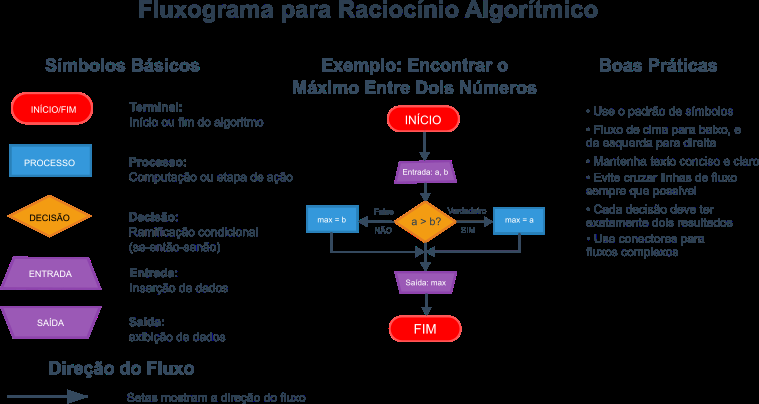 Fluxograma para Raciocínio Algorítmico
Símbolos Básicos
INÍCIO/FIM
Terminal:
Início ou fim do algoritmo
PROCESSO
Processo:
Computação ou etapa de ação
DECISÃO
Decisão:
Ramificação condicional
(se-então-senão)
ENTRADA
Entrada:
Inserção de dados
SAÍDA
Saída:
exibição de dados
Direção do Fluxo
Setas mostram a direção do fluxo
Exemplo: Encontrar o
Máximo Entre Dois Números
INÍCIO
Entrada: a, b
a > b?
Falso
NÃO
max = b
Verdadeiro
SIM
max = a
Saída: max
FIM
Boas Práticas
• Use o padrão de símbolos
• Fluxo de cima para baixo, e
da esquerda para direita
• Mantenha texto conciso e claro
• Evite cruzar linhas de fluxo
sempre que possível
• Cada decisão deve ter
exatamente dois resultados
• Use conectores para
fluxos complexos